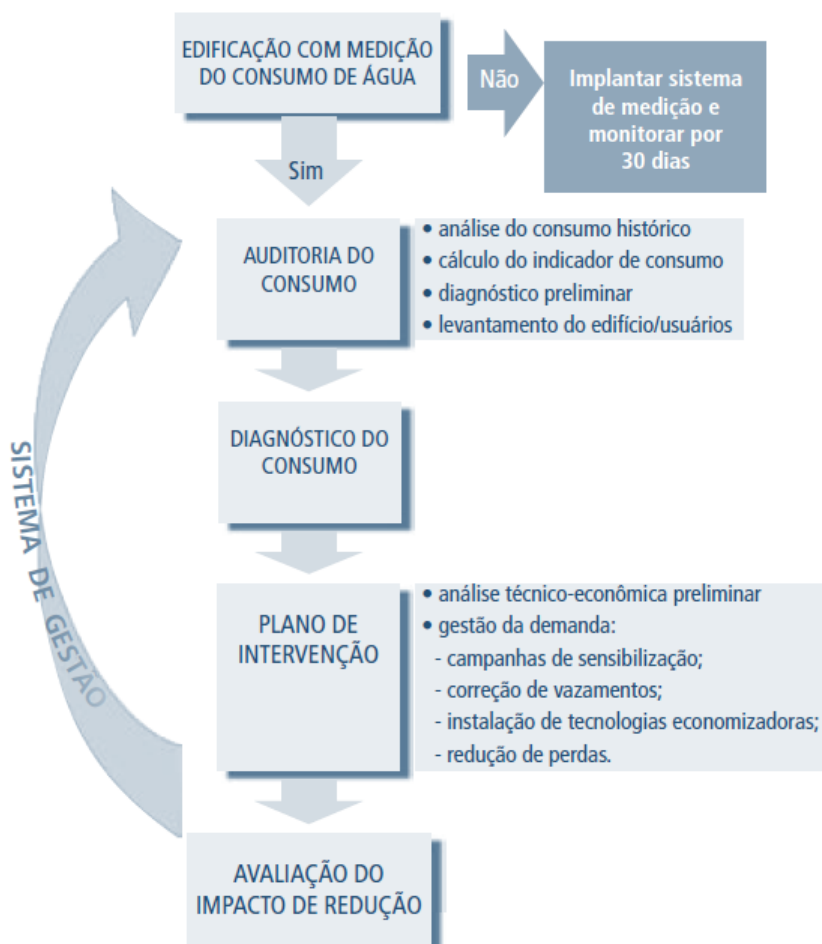 EDIFICAÇÃO COM MEDIÇÃO
DO CONSUMO DE ÁGUA
Não
Implantar sistema
de medição e
monitorar por
30 dias
Sim
AUDITORIA DO
CONSUMO
• análise do consumo histórico
• cálculo do indicador de consumo
• diagnóstico preliminar
• levantamento do edifício/usuários
DIAGNÓSTICO DO
CONSUMO
SISTEMA DE GESTÃO
PLANO DE
INTERVENÇÃO
• análise técnico-econômica preliminar
• gestão da demanda:
- campanhas de sensibilização;
- correção de vazamentos;
- instalação de tecnologias economizadoras;
- redução de perdas.
AVALIAÇÃO DO
IMPACTO DE REDUÇÃO